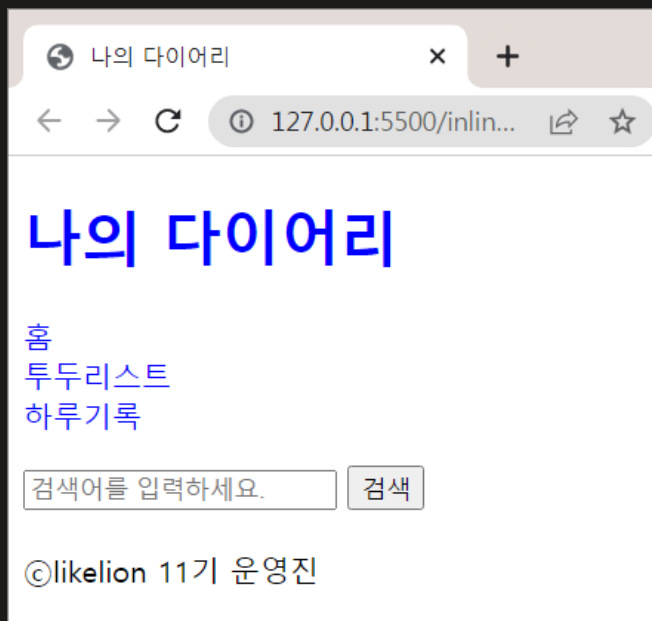 나의 다이어리
127.0.0.1:5500/inlin...
나의 다이어리
홈
투두리스트
하루기록
검색어를 입력하세요. 검색
ⓒlikelion 11기 운영진